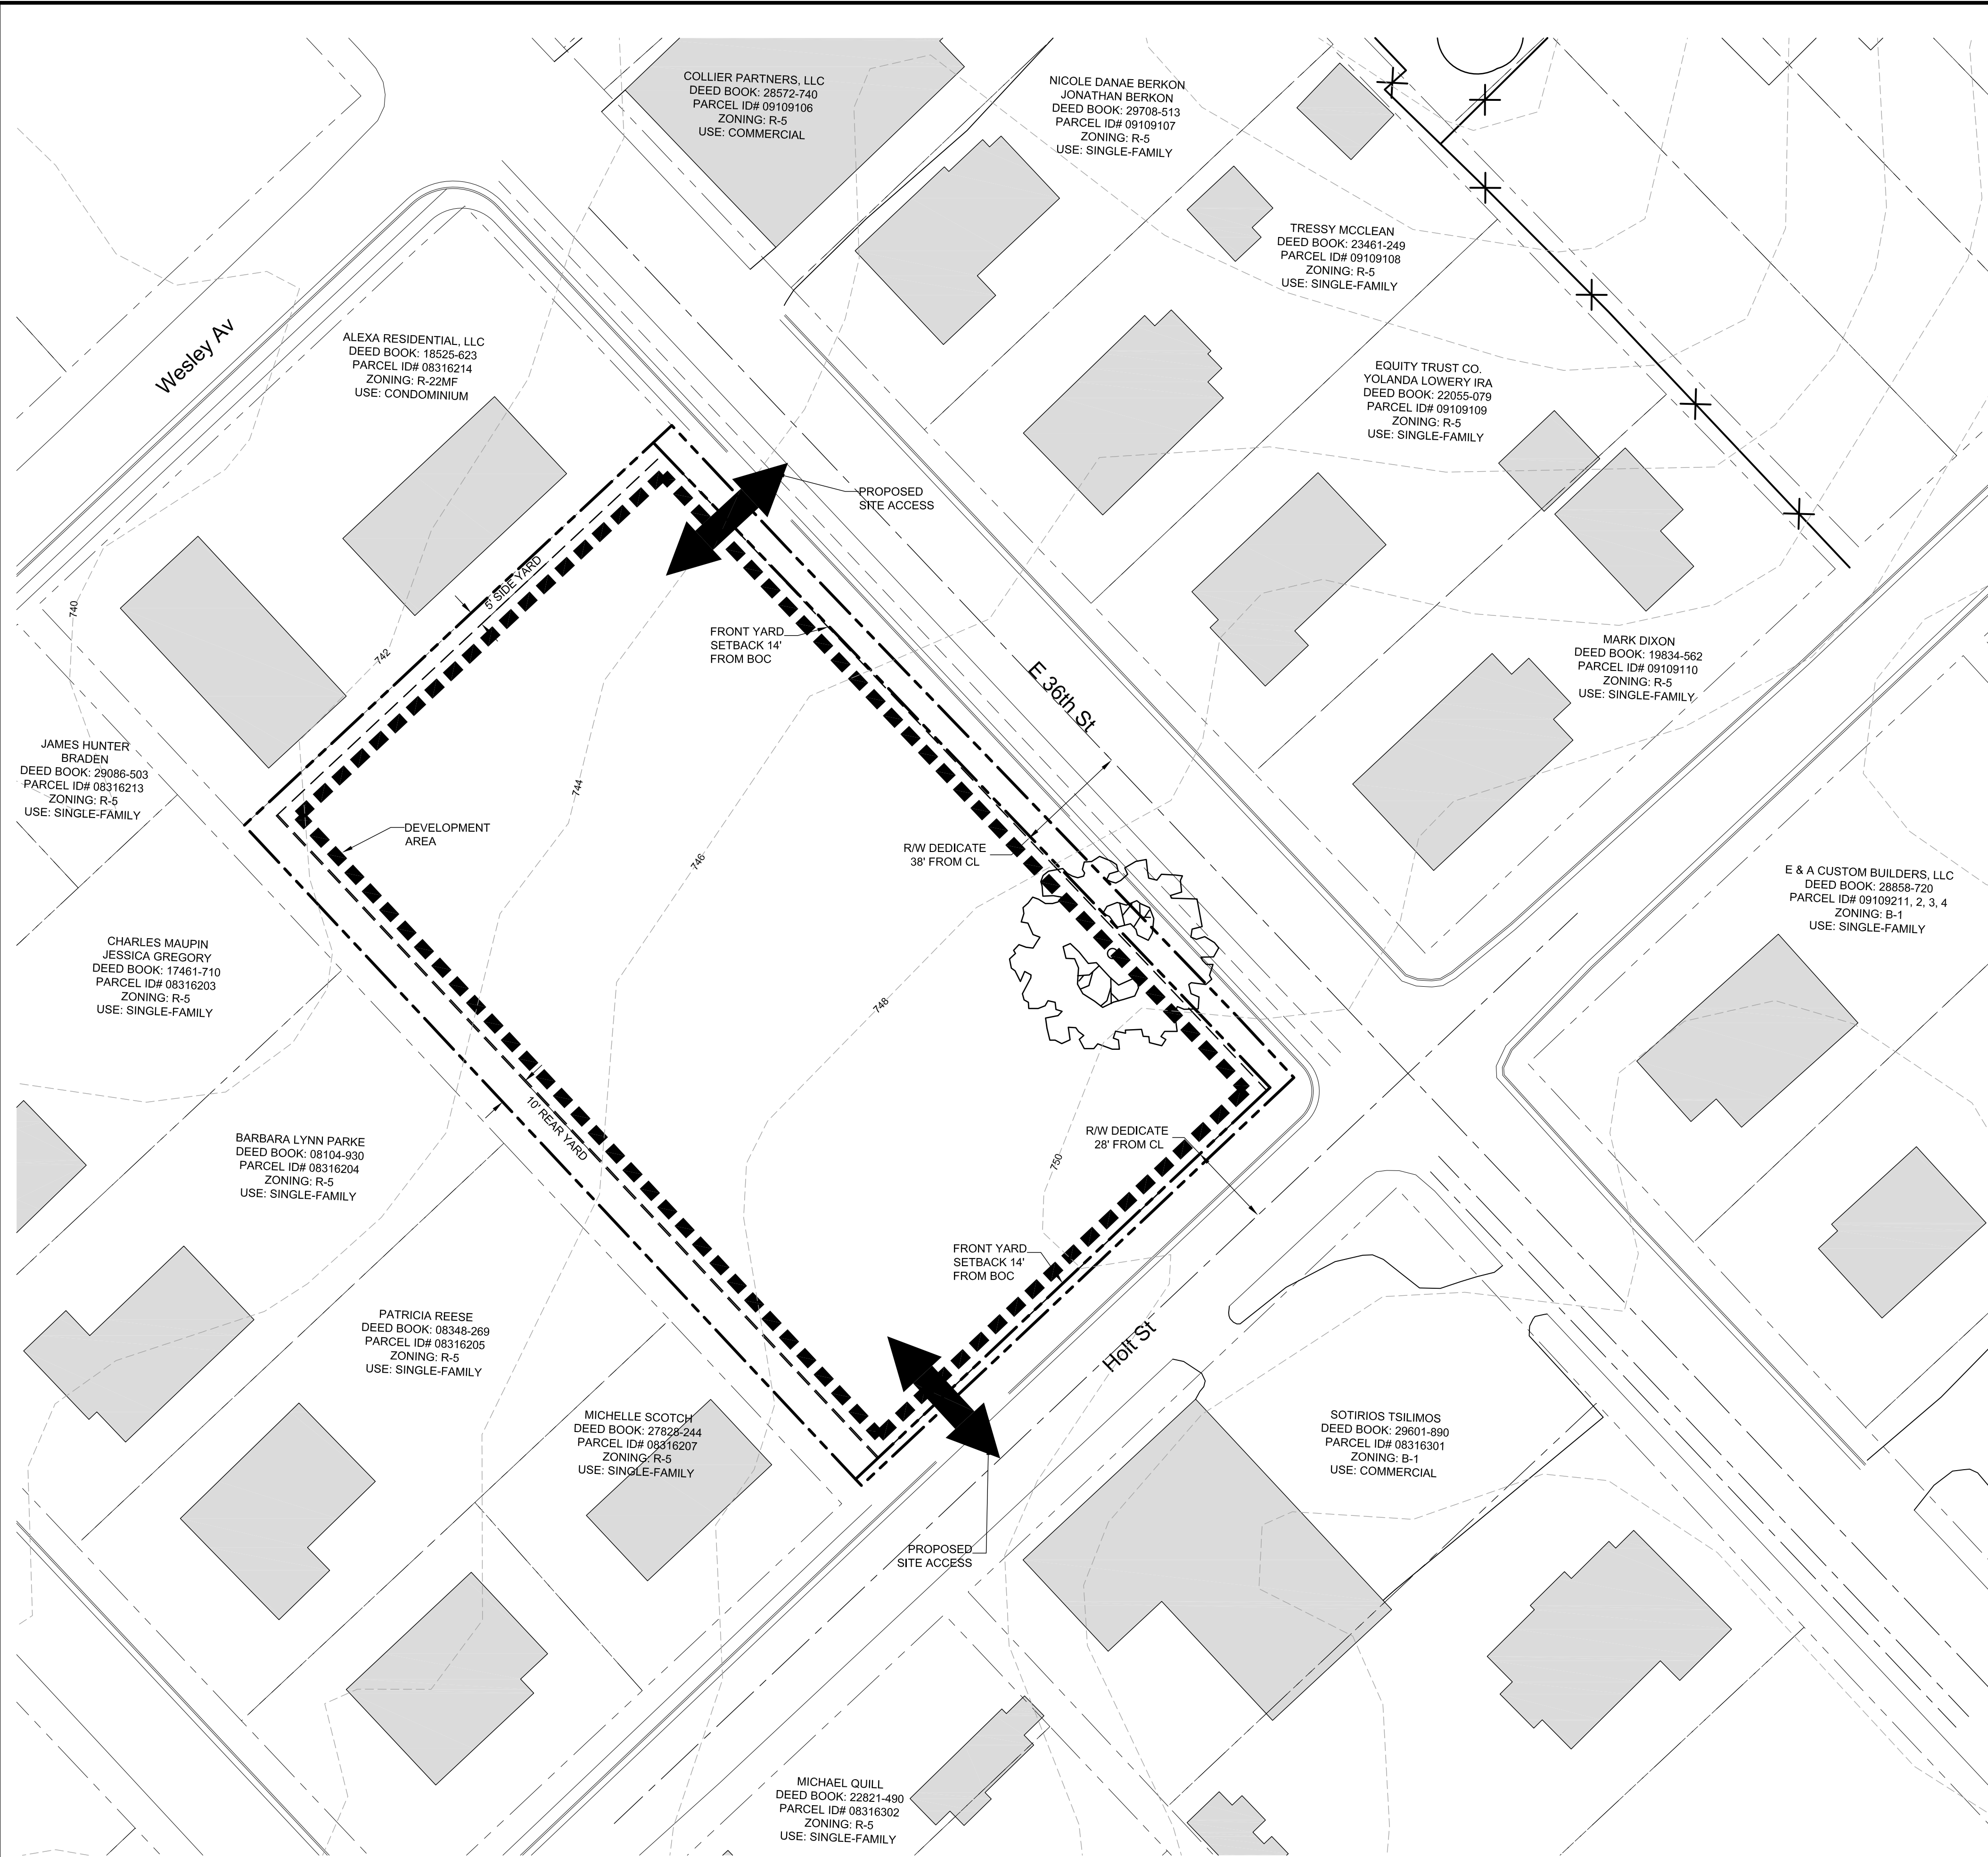 COLLIER PARTNERS, LLC
DEED BOOK: 28572-740
PARCEL ID# 09109106
ZONING: R-5
USE: COMMERCIAL
NICOLE DANAE BERKON
JONATHAN BERKON
DEED BOOK: 29708-513
PARCEL ID# 09109107
ZONING: R-5
USE: SINGLE-FAMILY
TRESSY MCCLEAN
DEED BOOK: 23461-249
PARCEL ID# 09109108
ZONING: R-5
USE: SINGLE-FAMILY
Wesley Av
ALEXA RESIDENTIAL, LLC
DEED BOOK: 18525-623
PARCEL ID# 08316214
ZONING: R-22MF
USE: CONDOMINIUM
EQUITY TRUST CO.
YOLANDA LOWERY IRA
DEED BOOK: 22055-079
PARCEL ID# 09109109
ZONING: R-5
USE: SINGLE-FAMILY
PROPOSED
SITE ACCESS
5' SIDE YARD
740
742
FRONT YARD
SETBACK 14'
FROM BOC
E 36th St
MARK DIXON
DEED BOOK: 19834-562
PARCEL ID# 09109110
ZONING: R-5
USE: SINGLE-FAMILY
JAMES HUNTER
BRADEN
DEED BOOK: 29086-503
PARCEL ID# 08316213
ZONING: R-5
USE: SINGLE-FAMILY
744
DEVELOPMENT
AREA
746
R/W DEDICATE
38' FROM CL
E & A CUSTOM BUILDERS, LLC
DEED BOOK: 28858-720
PARCEL ID# 09109211, 2, 3, 4
ZONING: B-1
USE: SINGLE-FAMILY
CHARLES MAUPIN
JESSICA GREGORY
DEED BOOK: 17461-710
PARCEL ID# 08316203
ZONING: R-5
USE: SINGLE-FAMILY
748
10' REAR YARD
BARBARA LYNN PARKE
DEED BOOK: 08104-930
PARCEL ID# 08316204
ZONING: R-5
USE: SINGLE-FAMILY
R/W DEDICATE
28' FROM CL
750
FRONT YARD
SETBACK 14'
FROM BOC
PATRICIA REESE
DEED BOOK: 08348-269
PARCEL ID# 08316205
ZONING: R-5
USE: SINGLE-FAMILY
Holt St
MICHELLE SCOTCH
DEED BOOK: 27828-244
PARCEL ID# 08316207
ZONING: R-5
USE: SINGLE-FAMILY
SOTIRIOS TSILIMOS
DEED BOOK: 29601-890
PARCEL ID# 08316301
ZONING: B-1
USE: COMMERCIAL
PROPOSED
SITE ACCESS
MICHAEL QUILL
DEED BOOK: 22821-490
PARCEL ID# 08316302
ZONING: R-5
USE: SINGLE-FAMILY